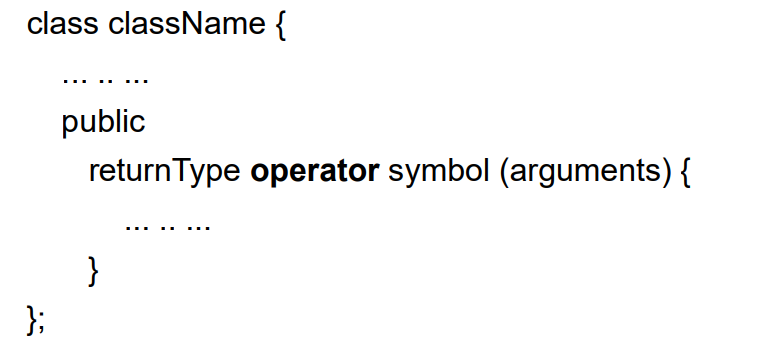 class className {
... .. ...
public
returnType operator symbol (arguments) {
... .. ...
}
};